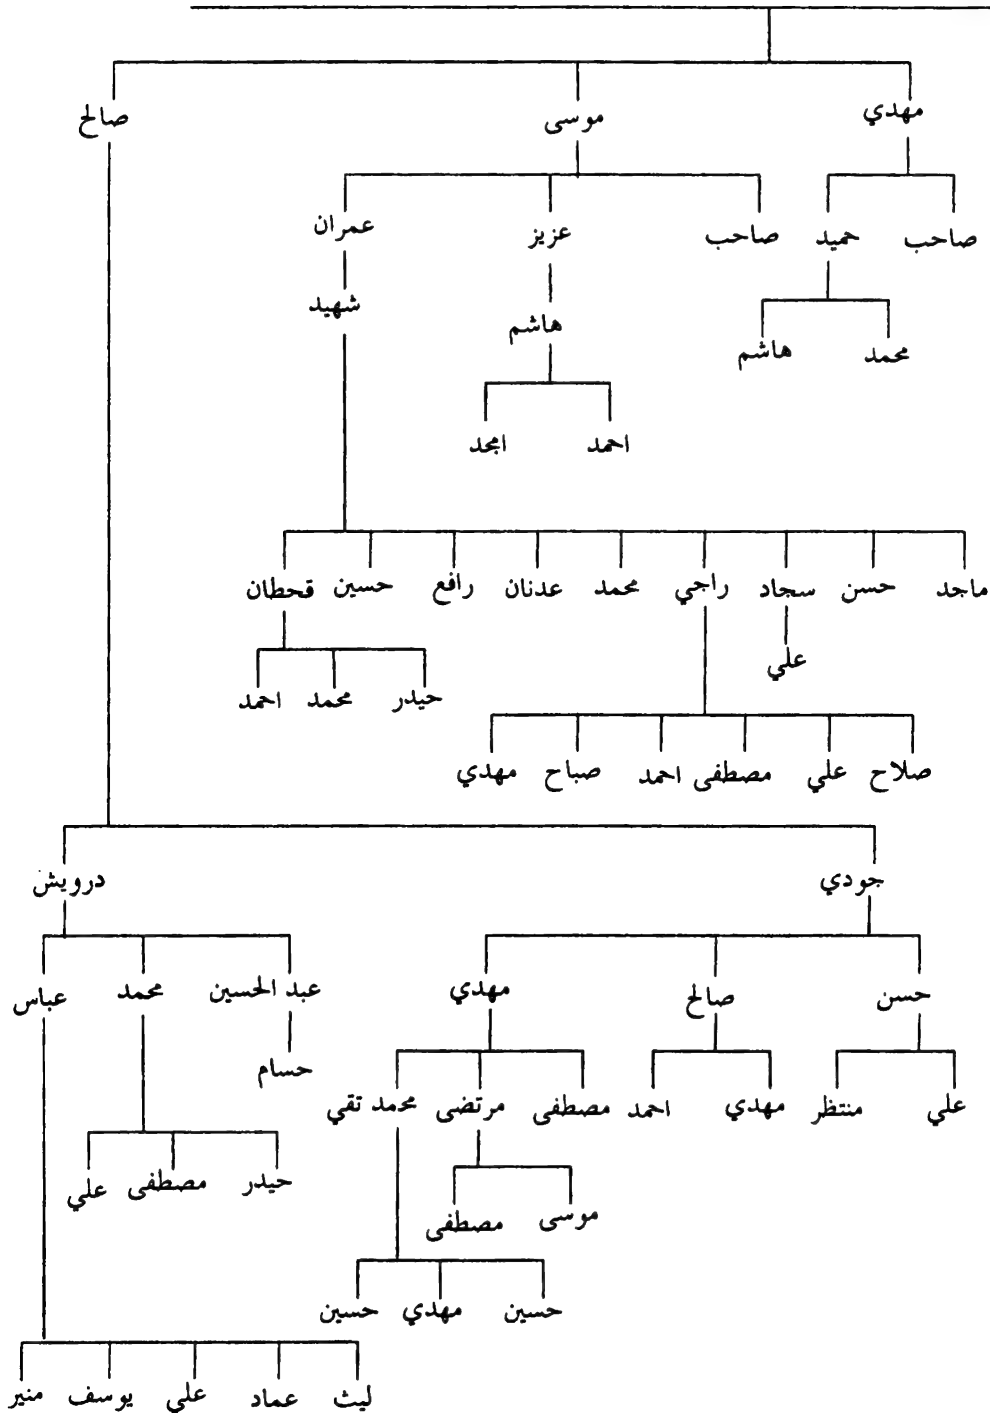 مهدي موسى صالح
صاحب حميد صاحب عزيز عمران
شهيد
محمد هاشم هاشم
احمد امجد
ماجد حسن سجاد راجي محمد عدنان رافع حسين قحطان
علي
حيدر محمد احمد
صلاح علي مصطفى احمد صباح مهدي
جودي درويش
حسن صالح مهدي عبد الحسين محمد عباس
حسام
علي منتظر مهدي احمد مصطفى مرتضى محمد تقي
حيدر مصطفى علي
موسى مصطفى
حسين مهدي حسين
ليث عماد علي يوسف منير